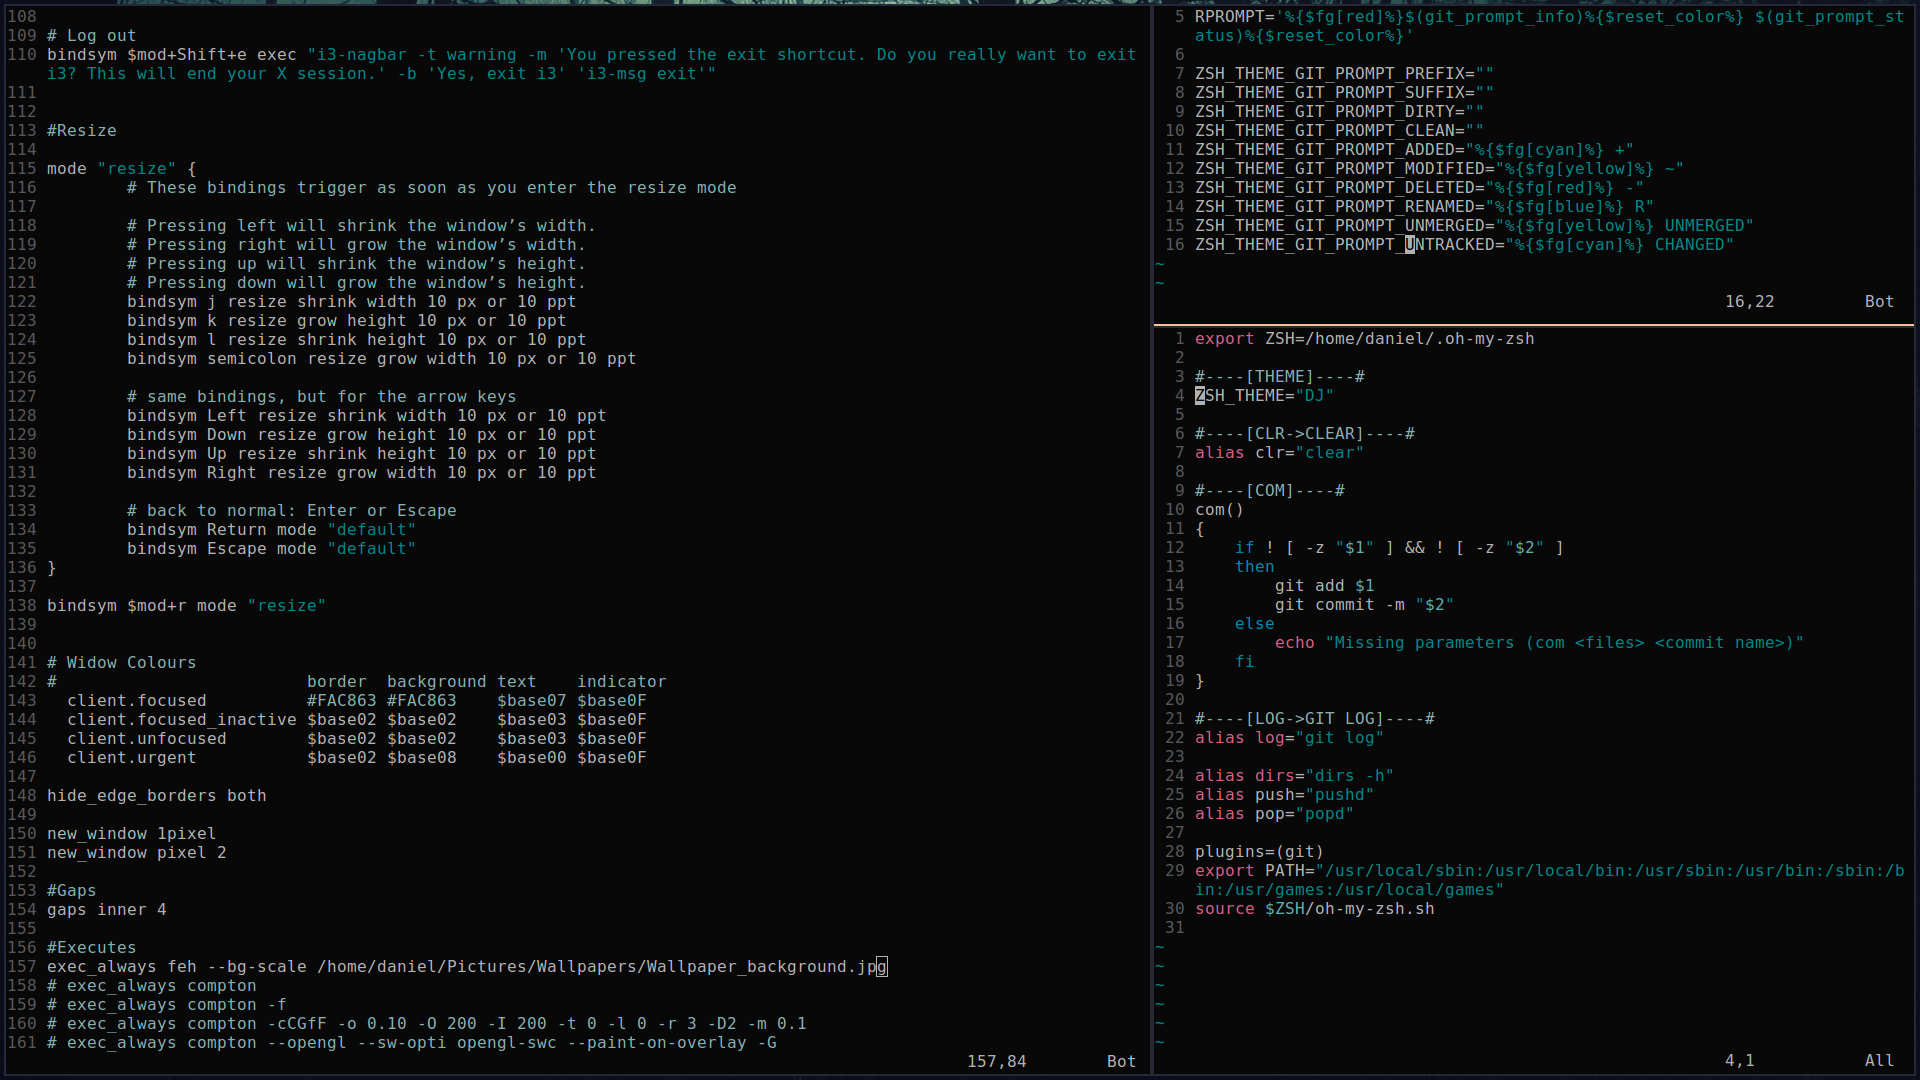 108
109 # Log out
110 bindsym $mod+Shift+e exec "i3-nagbar -t warning -m 'You pressed the exit shortcut. Do you really want to exit
i3? This will end your X session.' -b 'Yes, exit i3' 'i3-msg exit'"
111
112
113 #Resize
114
115 mode "resize" {
116         # These bindings trigger as soon as you enter the resize mode
117
118         # Pressing left will shrink the window’s width.
119         # Pressing right will grow the window’s width.
120         # Pressing up will shrink the window’s height.
121         # Pressing down will grow the window’s height.
122         bindsym j resize shrink width 10 px or 10 ppt
123         bindsym k resize grow height 10 px or 10 ppt
124         bindsym l resize shrink height 10 px or 10 ppt
125         bindsym semicolon resize grow width 10 px or 10 ppt
126
127         # same bindings, but for the arrow keys
128         bindsym Left resize shrink width 10 px or 10 ppt
129         bindsym Down resize grow height 10 px or 10 ppt
130         bindsym Up resize shrink height 10 px or 10 ppt
131         bindsym Right resize grow width 10 px or 10 ppt
132
133         # back to normal: Enter or Escape
134         bindsym Return mode "default"
135         bindsym Escape mode "default"
136 }
137
138 bindsym $mod+r mode "resize"
139
140
141 # Widow Colours
142 #                         border  background text    indicator
143   client.focused          #FAC863 #FAC863    $base07 $base0F
144   client.focused_inactive $base02 $base02    $base03 $base0F
145   client.unfocused        $base02 $base02    $base03 $base0F
146   client.urgent           $base02 $base08    $base00 $base0F
147
148 hide_edge_borders both
149
150 new_window 1pixel
151 new_window pixel 2
152
153 #Gaps
154 gaps inner 4
155
156 #Executes
157 exec_always feh --bg-scale /home/daniel/Pictures/Wallpapers/Wallpaper_background.jpg
158 # exec_always compton
159 # exec_always compton -f
160 # exec_always compton -cCGfF -o 0.10 -O 200 -I 200 -t 0 -l 0 -r 3 -D2 -m 0.1
161 # exec_always compton --opengl --sw-opti opengl-swc --paint-on-overlay -G
157,84        Bot
5 RPROMPT='%{$fg[red]%}$(git_prompt_info)%{$reset_color%} $(git_prompt_st
atus)%{$reset_color%}'
6
7 ZSH_THEME_GIT_PROMPT_PREFIX=""
8 ZSH_THEME_GIT_PROMPT_SUFFIX=""
9 ZSH_THEME_GIT_PROMPT_DIRTY=""
10 ZSH_THEME_GIT_PROMPT_CLEAN=""
11 ZSH_THEME_GIT_PROMPT_ADDED="%{$fg[cyan]%} +"
12 ZSH_THEME_GIT_PROMPT_MODIFIED="%{$fg[yellow]%} ~"
13 ZSH_THEME_GIT_PROMPT_DELETED="%{$fg[red]%} -"
14 ZSH_THEME_GIT_PROMPT_RENAMED="%{$fg[blue]%} R"
15 ZSH_THEME_GIT_PROMPT_UNMERGED="%{$fg[yellow]%} UNMERGED"
16 ZSH_THEME_GIT_PROMPT_UNTRACKED="%{$fg[cyan]%} CHANGED"
~
~
16,22         Bot
1 export ZSH=/home/daniel/.oh-my-zsh
2
3 #----[THEME]----#
4 ZSH_THEME="DJ"
5
6 #----[CLR->CLEAR]----#
7 alias clr="clear"
8
9 #----[COM]----#
10 com()
11 {
12     if ! [ -z "$1" ] && ! [ -z "$2" ]
13     then
14         git add $1
15         git commit -m "$2"
16     else
17         echo "Missing parameters (com <files> <commit name>)"
18     fi
19 }
20
21 #----[LOG->GIT LOG]----#
22 alias log="git log"
23
24 alias dirs="dirs -h"
25 alias push="pushd"
26 alias pop="popd"
27
28 plugins=(git)
29 export PATH="/usr/local/sbin:/usr/local/bin:/usr/sbin:/usr/bin:/sbin:/b
in:/usr/games:/usr/local/games"
30 source $ZSH/oh-my-zsh.sh
31
~
~
~
~
~
~
4,1           All